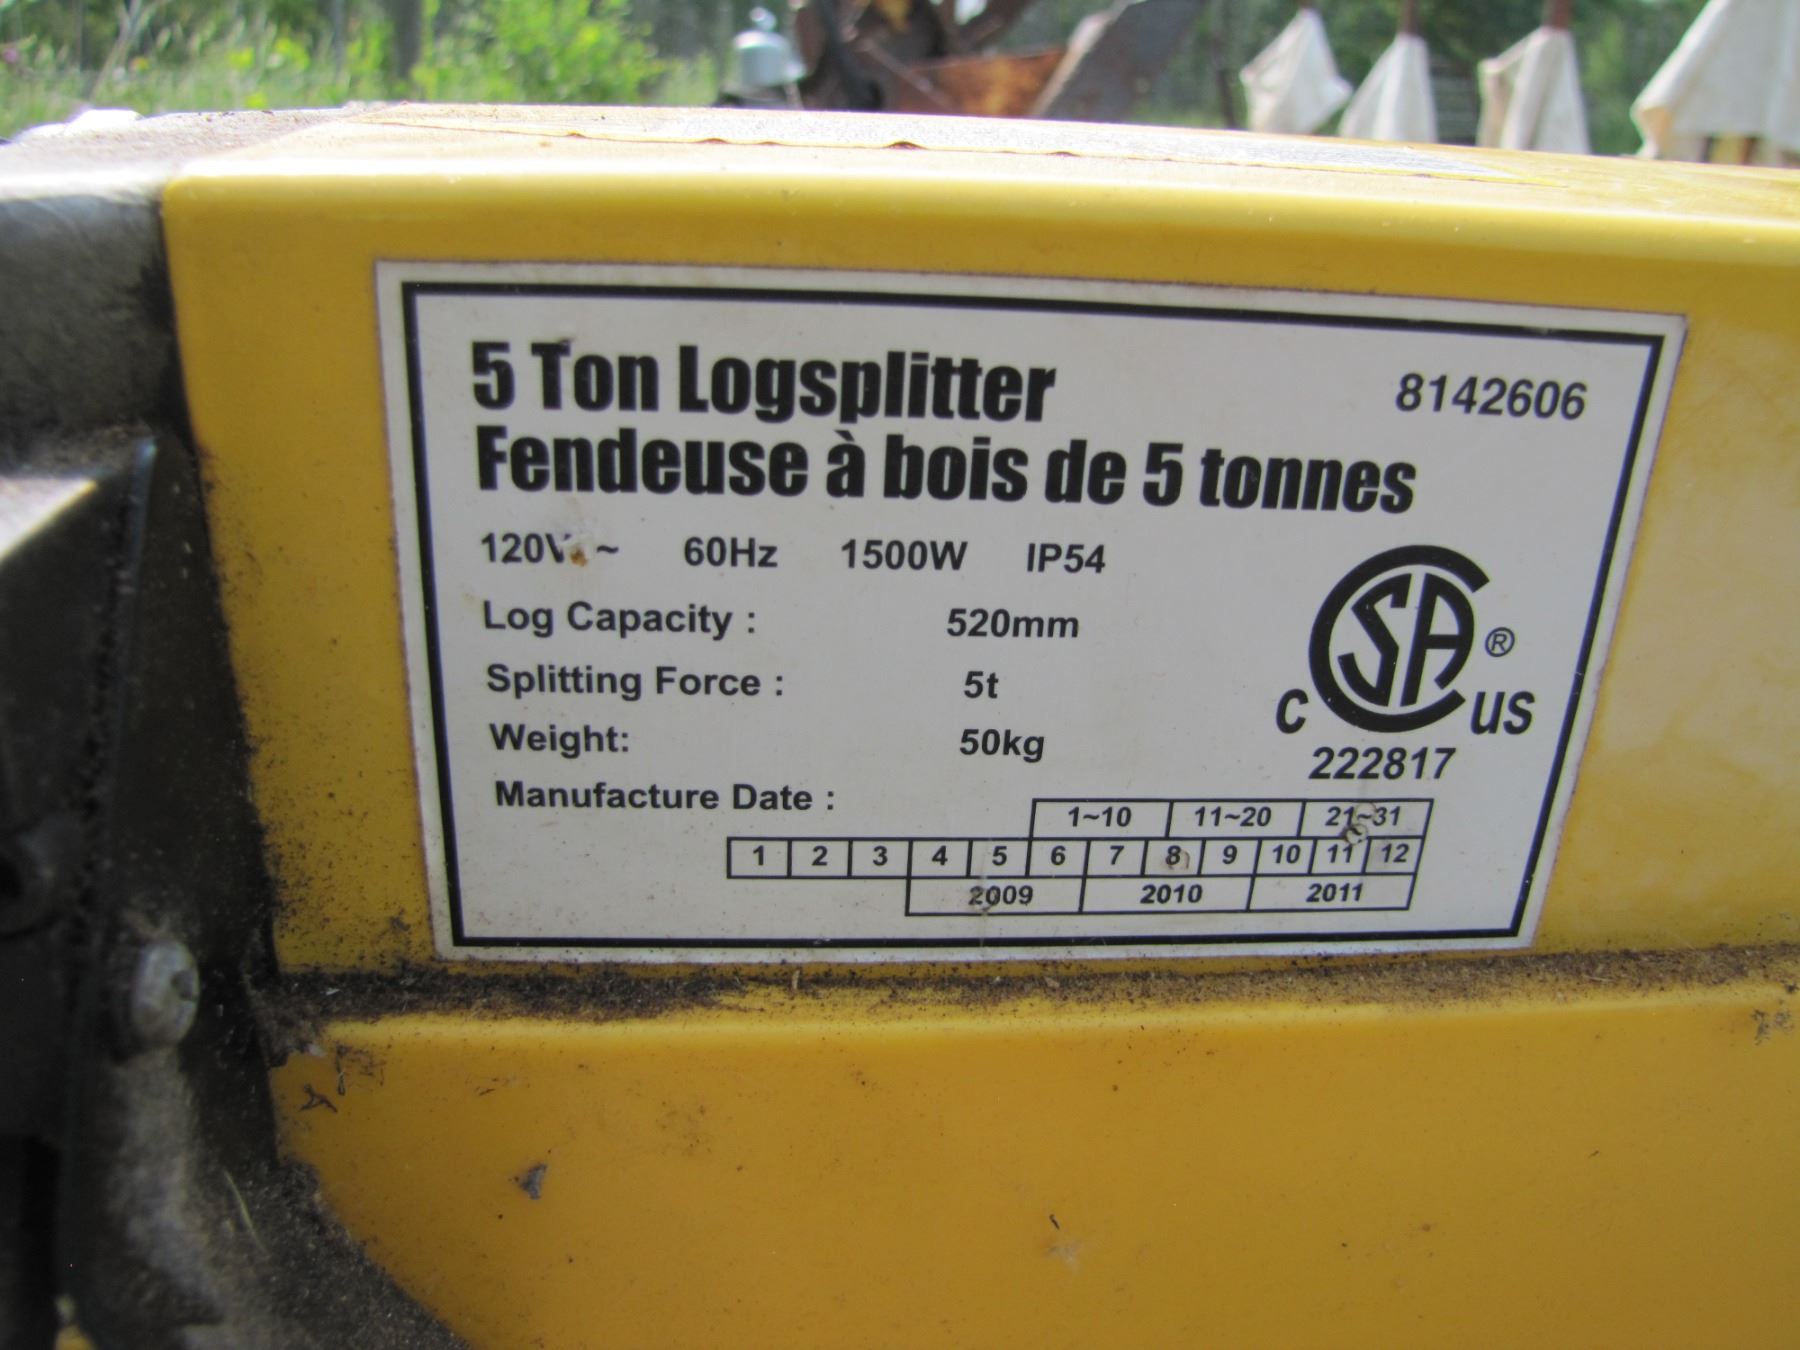 5 Ton Logsplitter 8142606
Fendeuse à bois de 5 tonnes
120V ~ 60Hz 1500W IP54
Log Capacity : 520mm
Splitting Force : 5t
Weight: 50kg
CSA ®
C US
222817
Manufacture Date :
1~10 11~20 21~31
1 2 3 4 5 6 7 8 9 10 11 12
2009 2010 2011